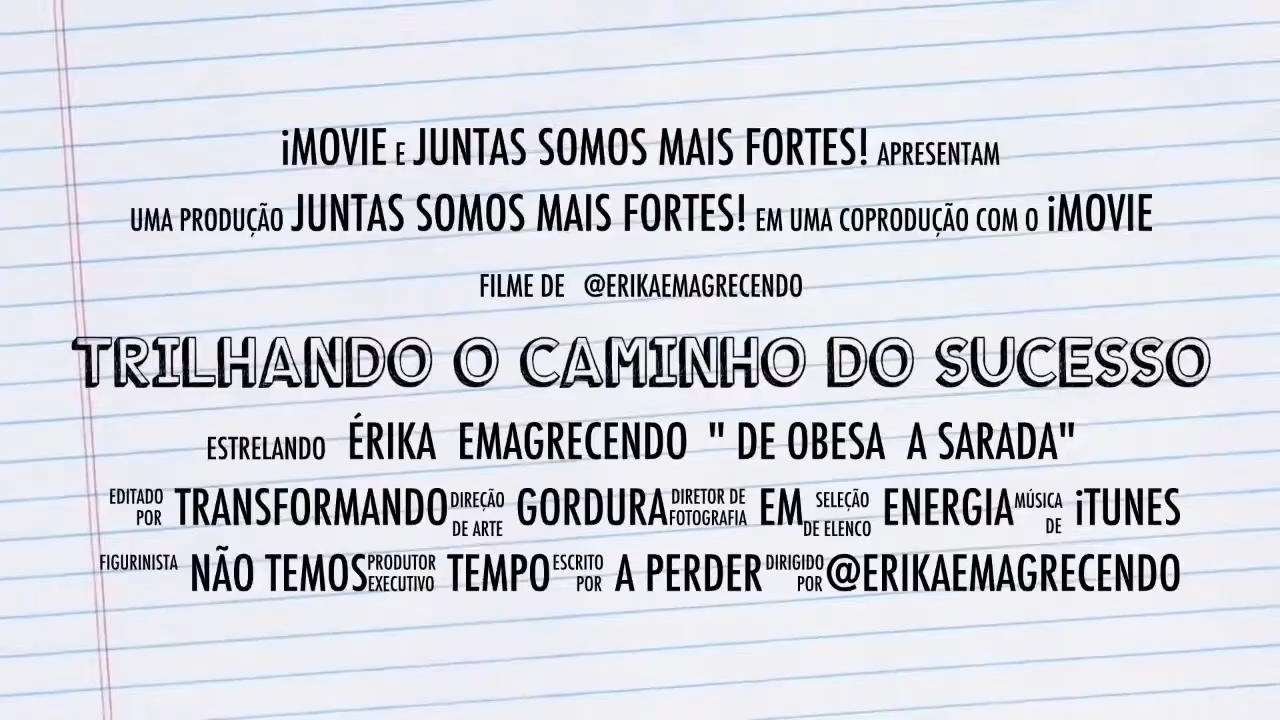 iMOVIE E JUNTAS SOMOS MAIS FORTES! APRESENTAM
UMA PRODUÇÃO JUNTAS SOMOS MAIS FORTES! EM UMA COPRODUÇÃO COM O iMOVIE
FILME DE @ERIKAEMAGRECENDO
TRILHANDO O CAMINHO DO SUCESSO
ESTRELANDO ÉRIKA EMAGRECENDO " DE OBESA A SARADA"
EDITADO POR TRANSFORMANDO DIREÇÃO DE ARTE GORDURA DIRETOR DE FOTOGRAFIA EM SELEÇÃO DE ELENCO ENERGIA MÚSICA DE iTUNES
FIGURINISTA NÃO TEMOS PRODUTOR EXECUTIVO TEMPO ESCRITO POR A PERDER DIRIGIDO POR @ERIKAEMAGRECENDO